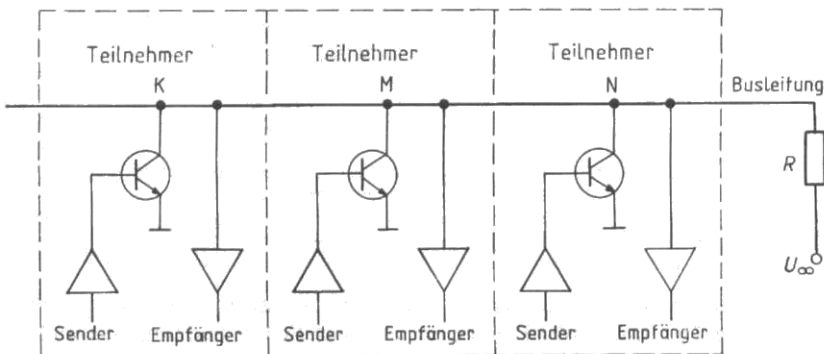 Teilnehmer
K
Teilnehmer
M
Teilnehmer
N
Busleitung
R
U∞
Sender
Empfänger
Sender
Empfänger
Sender
Empfänger